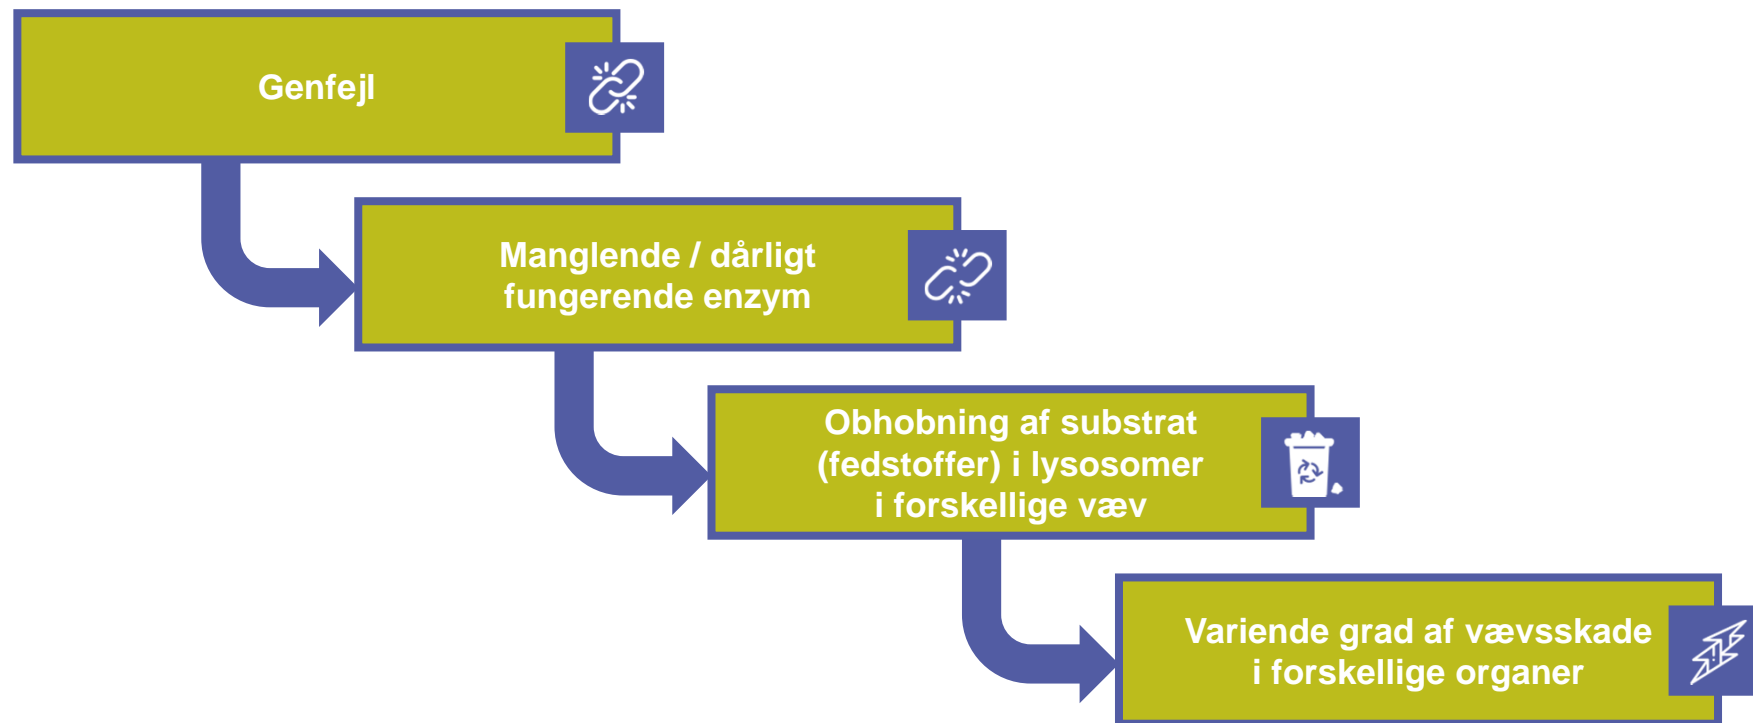 Genfejl
Manglende / dårligt
fungerende enzym
Obhobning af substrat
(fedstoffer) i lysosomer
i forskellige væv
Variende grad af vævsskade
i forskellige organer